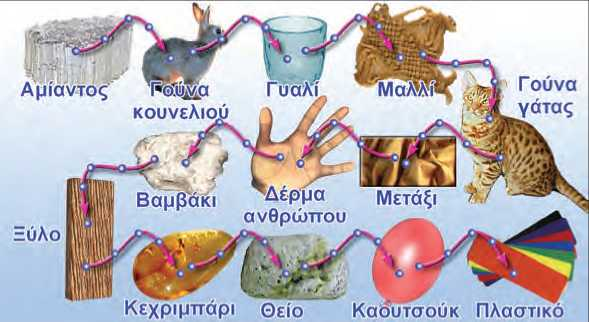 Αμίαντος
Γούνα
κουνελιού
Γυαλί
Μαλλί
Γούνα
γάτας
Μετάξι
Δέρμα
ανθρώπου
Βαμβάκι
Ξύλο
Κεχριμπάρι
Θείο
Καουτσούκ
Πλαστικό